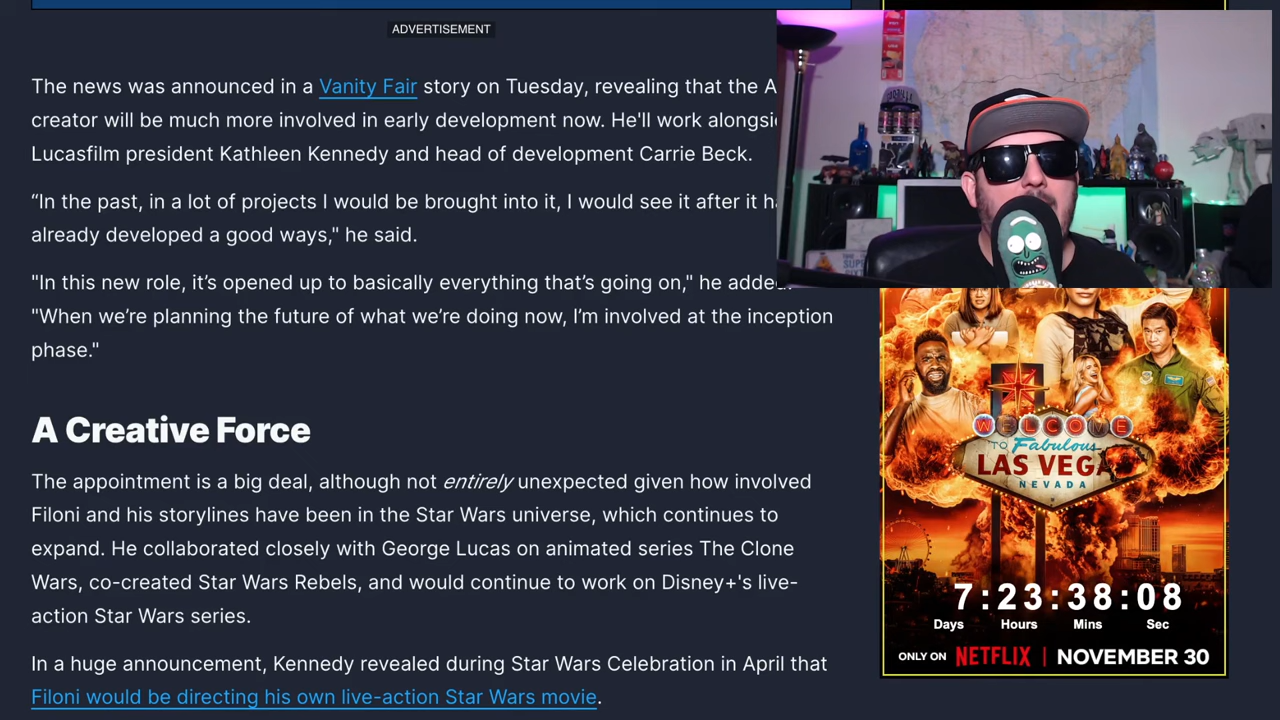 ADVERTISEMENT
The news was announced in a Vanity Fair story on Tuesday, revealing that the A
creator will be much more involved in early development now. He'll work alongsi
Lucasfilm president Kathleen Kennedy and head of development Carrie Beck.
“In the past, in a lot of projects I would be brought into it, I would see it after it ha
already developed a good ways," he said.
"In this new role, it’s opened up to basically everything that’s going on," he added.
"When we’re planning the future of what we’re doing now, I’m involved at the inception
phase."
A Creative Force
The appointment is a big deal, although not entirely unexpected given how involved
Filoni and his storylines have been in the Star Wars universe, which continues to
expand. He collaborated closely with George Lucas on animated series The Clone
Wars, co-created Star Wars Rebels, and would continue to work on Disney+'s live-
action Star Wars series.
In a huge announcement, Kennedy revealed during Star Wars Celebration in April that
Filoni would be directing his own live-action Star Wars movie.
WELCOME
TO Fabulous
LAS VEGA
NEVADA
7:23:38:08
Days Hours Mins Sec
ONLY ON NETFLIX | NOVEMBER 30